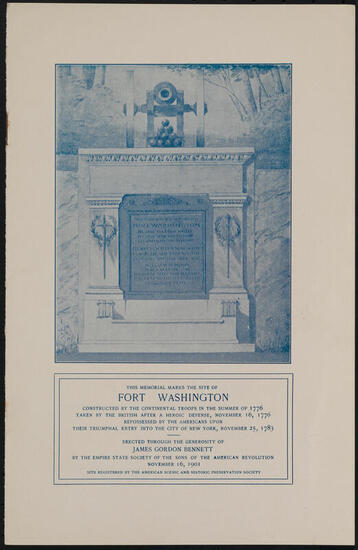 THIS MEMORIAL MARKS THE SITE OF
FORT WASHINGTON
CONSTRUCTED BY THE CONTINENTAL TROOPS IN THE SUMMER OF 1776
TAKEN BY THE BRITISH AFTER A HEROIC DEFENSE, NOVEMBER 16, 1776
REPOSSESSED BY THE AMERICANS UPON
THEIR TRIUMPHAL ENTRY INTO THE CITY OF NEW YORK, NOVEMBER 25, 1783
ERECTED THROUGH THE GENEROSITY OF
JAMES GORDON BENNETT
BY THE EMPIRE STATE SOCIETY OF THE SONS OF THE AMERICAN REVOLUTION
NOVEMBER 16, 1901
SITE REGISTERED BY THE AMERICAN SCENIC AND HISTORIC PRESERVATION SOCIETY